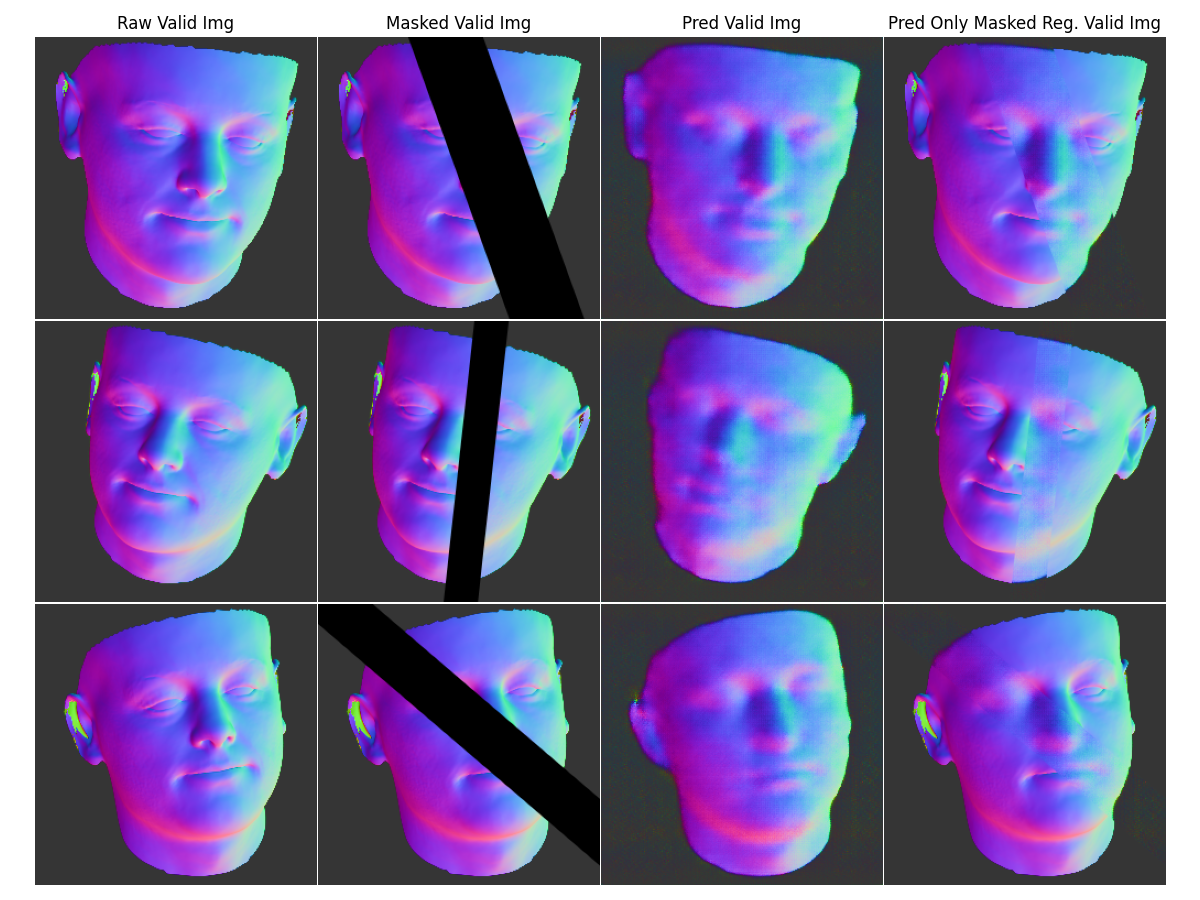 Raw Valid Img
Masked Valid Img
Pred Valid Img
Pred Only Masked Reg. Valid Img